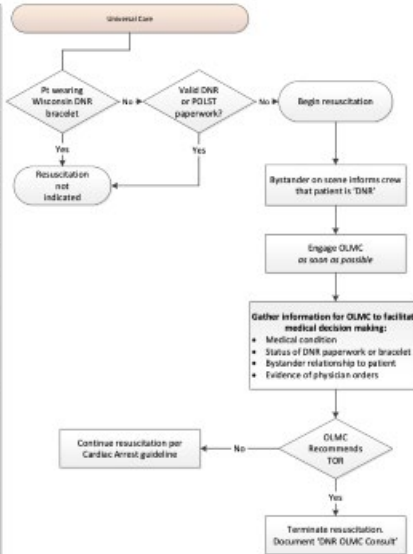 Universal Care
Pt wearing
Wisconsin DNR
bracelet
No
Valid DNR
or POLST
paperwork?
No
Begin resuscitation
Yes
Yes
Resuscitation
not
indicated
Bystander on scene informs crew
that patient is 'DNR'
Engage OLMC
as soon as possible
Gather information for OLMC to facilitat
medical decision making:
• Medical condition
• Status of DNR paperwork or bracelet
• Bystander relationship to patient
• Evidence of physician orders
OLMC
Recommends
TOR
No
Continue resuscitation per
Cardiac Arrest guideline
Yes
Terminate resuscitation.
Document 'DNR OLMC Consult'